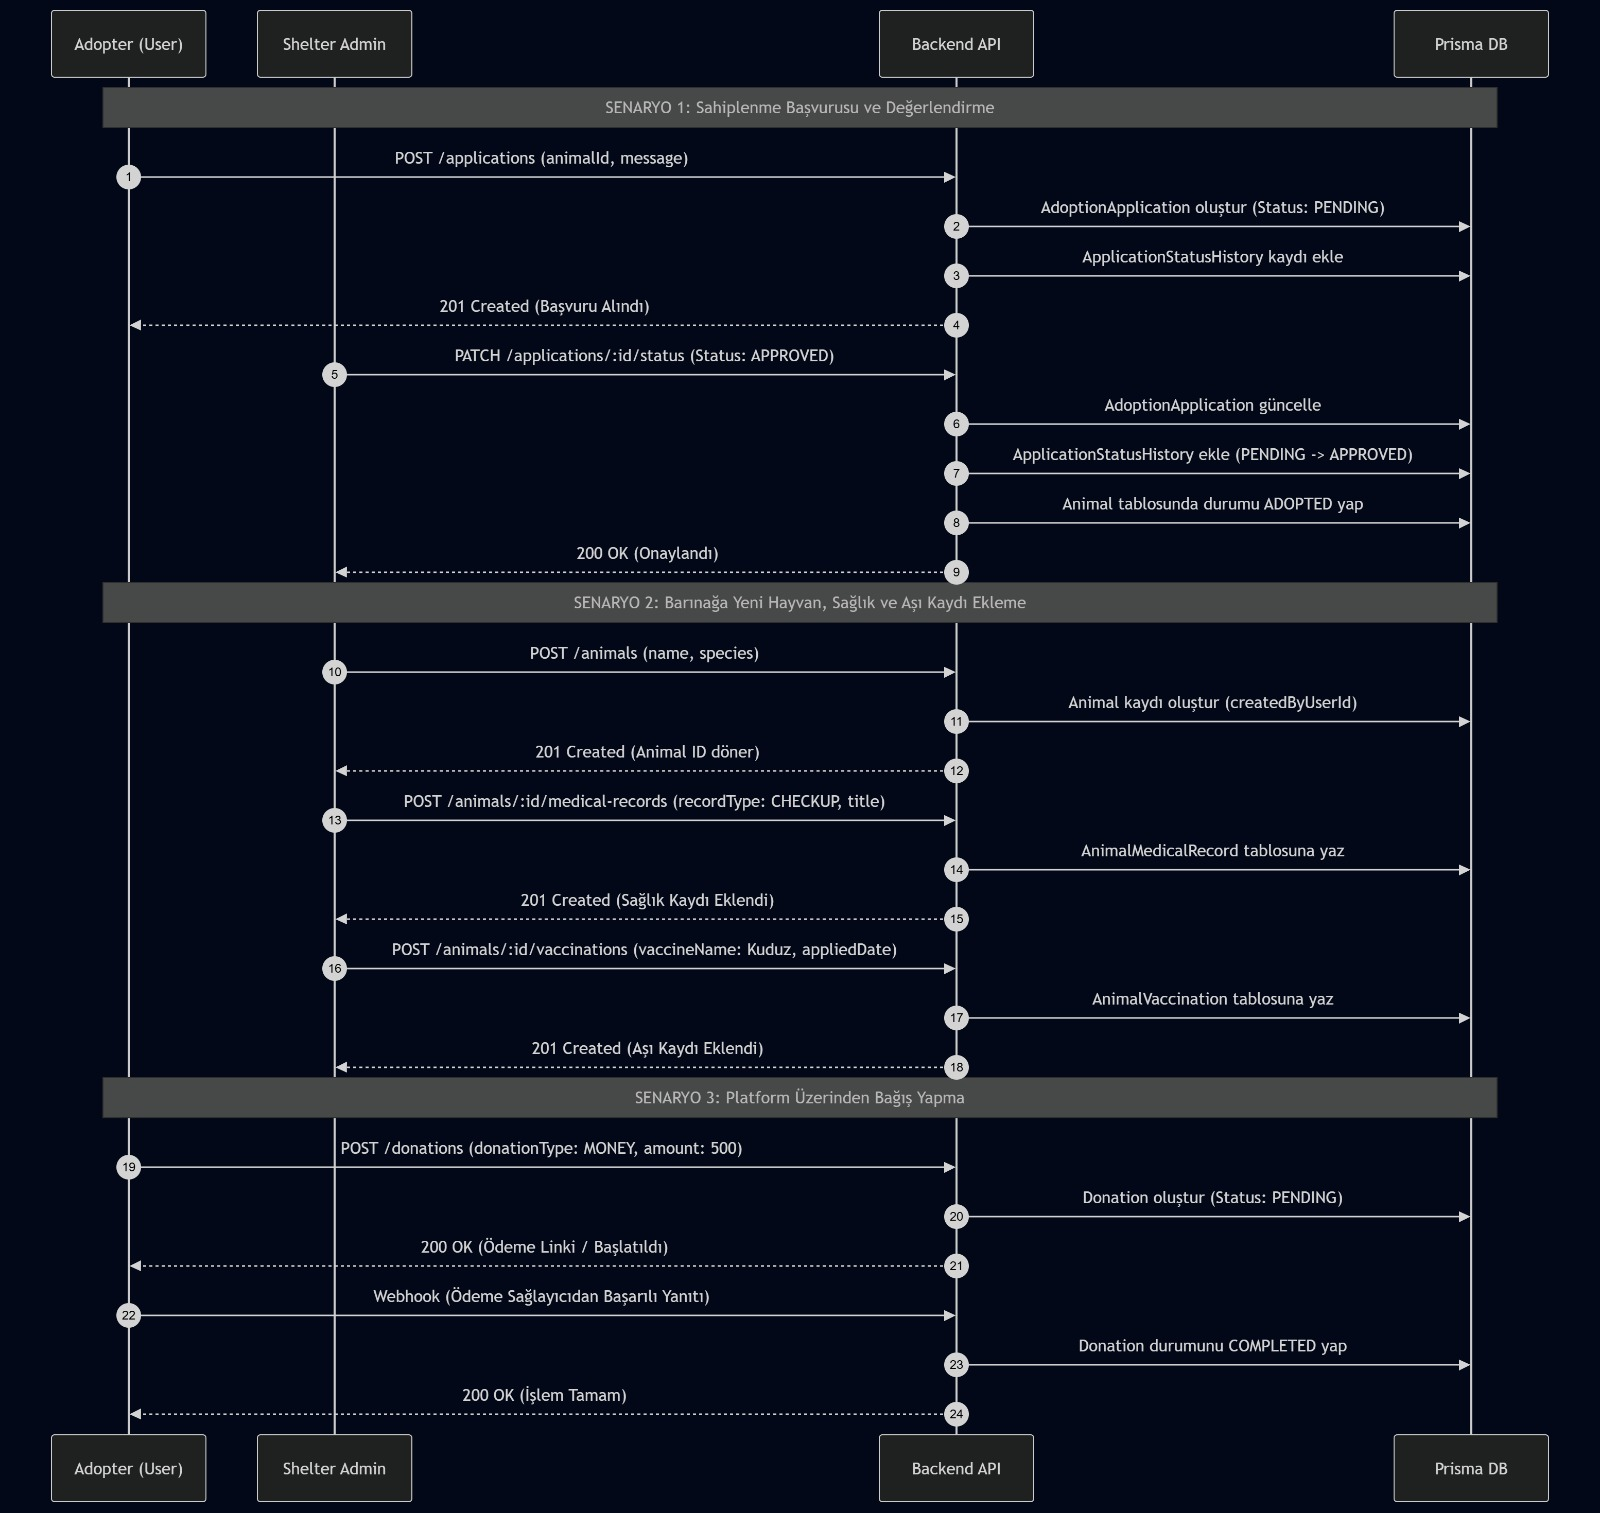 Adopter (User)
Shelter Admin
Backend API
Prisma DB
SENARYO 1: Sahiplenme Başvurusu ve Değerlendirme
POST /applications (animalId, message)
1
AdoptionApplication oluştur (Status: PENDING)
2
ApplicationStatusHistory kaydı ekle
3
201 Created (Başvuru Alındı)
4
PATCH /applications/:id/status (Status: APPROVED)
5
AdoptionApplication güncelle
6
ApplicationStatusHistory ekle (PENDING -> APPROVED)
7
Animal tablosunda durumu ADOPTED yap
8
200 OK (Onaylandı)
9
SENARYO 2: Barınağa Yeni Hayvan, Sağlık ve Aşı Kaydı Ekleme
POST /animals (name, species)
10
Animal kaydı oluştur (createdByUserId)
11
201 Created (Animal ID döner)
12
POST /animals/:id/medical-records (recordType: CHECKUP, title)
13
AnimalMedicalRecord tablosuna yaz
14
201 Created (Sağlık Kaydı Eklendi)
15
POST /animals/:id/vaccinations (vaccineName: Kuduz, appliedDate)
16
AnimalVaccination tablosuna yaz
17
201 Created (Aşı Kaydı Eklendi)
18
SENARYO 3: Platform Üzerinden Bağış Yapma
POST /donations (donationType: MONEY, amount: 500)
19
Donation oluştur (Status: PENDING)
20
200 OK (Ödeme Linki / Başlatıldı)
21
Webhook (Ödeme Sağlayıcıdan Başarılı Yanıtı)
22
Donation durumunu COMPLETED yap
23
200 OK (İşlem Tamam)
24
Adopter (User)
Shelter Admin
Backend API
Prisma DB